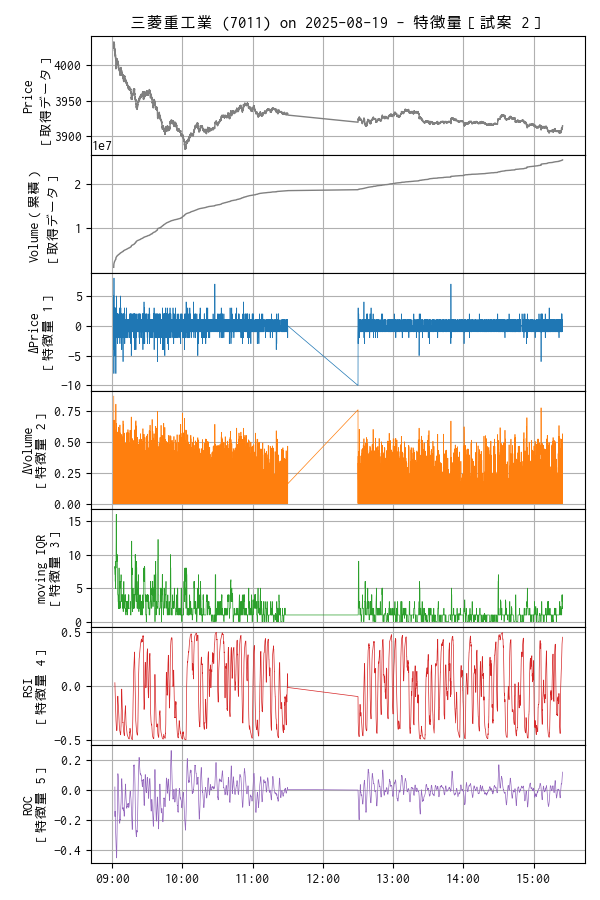 三菱重工業 (7011) on 2025-08-19 - 特徴量 [ 試案 2 ]
Price
[ 取得データ ]
4000
3950
3900
1e7
Volume ( 累積 )
[ 取得データ ]
2
1
ΔPrice
[ 特徴量 1 ]
5
0
−5
−10
ΔVolume
[ 特徴量 2 ]
0.75
0.50
0.25
0.00
moving IQR
[ 特徴量 3 ]
15
10
5
0
RSI
[ 特徴量 4 ]
0.5
0.0
−0.5
ROC
[ 特徴量 5 ]
0.2
0.0
−0.2
−0.4
09:00 10:00 11:00 12:00 13:00 14:00 15:00